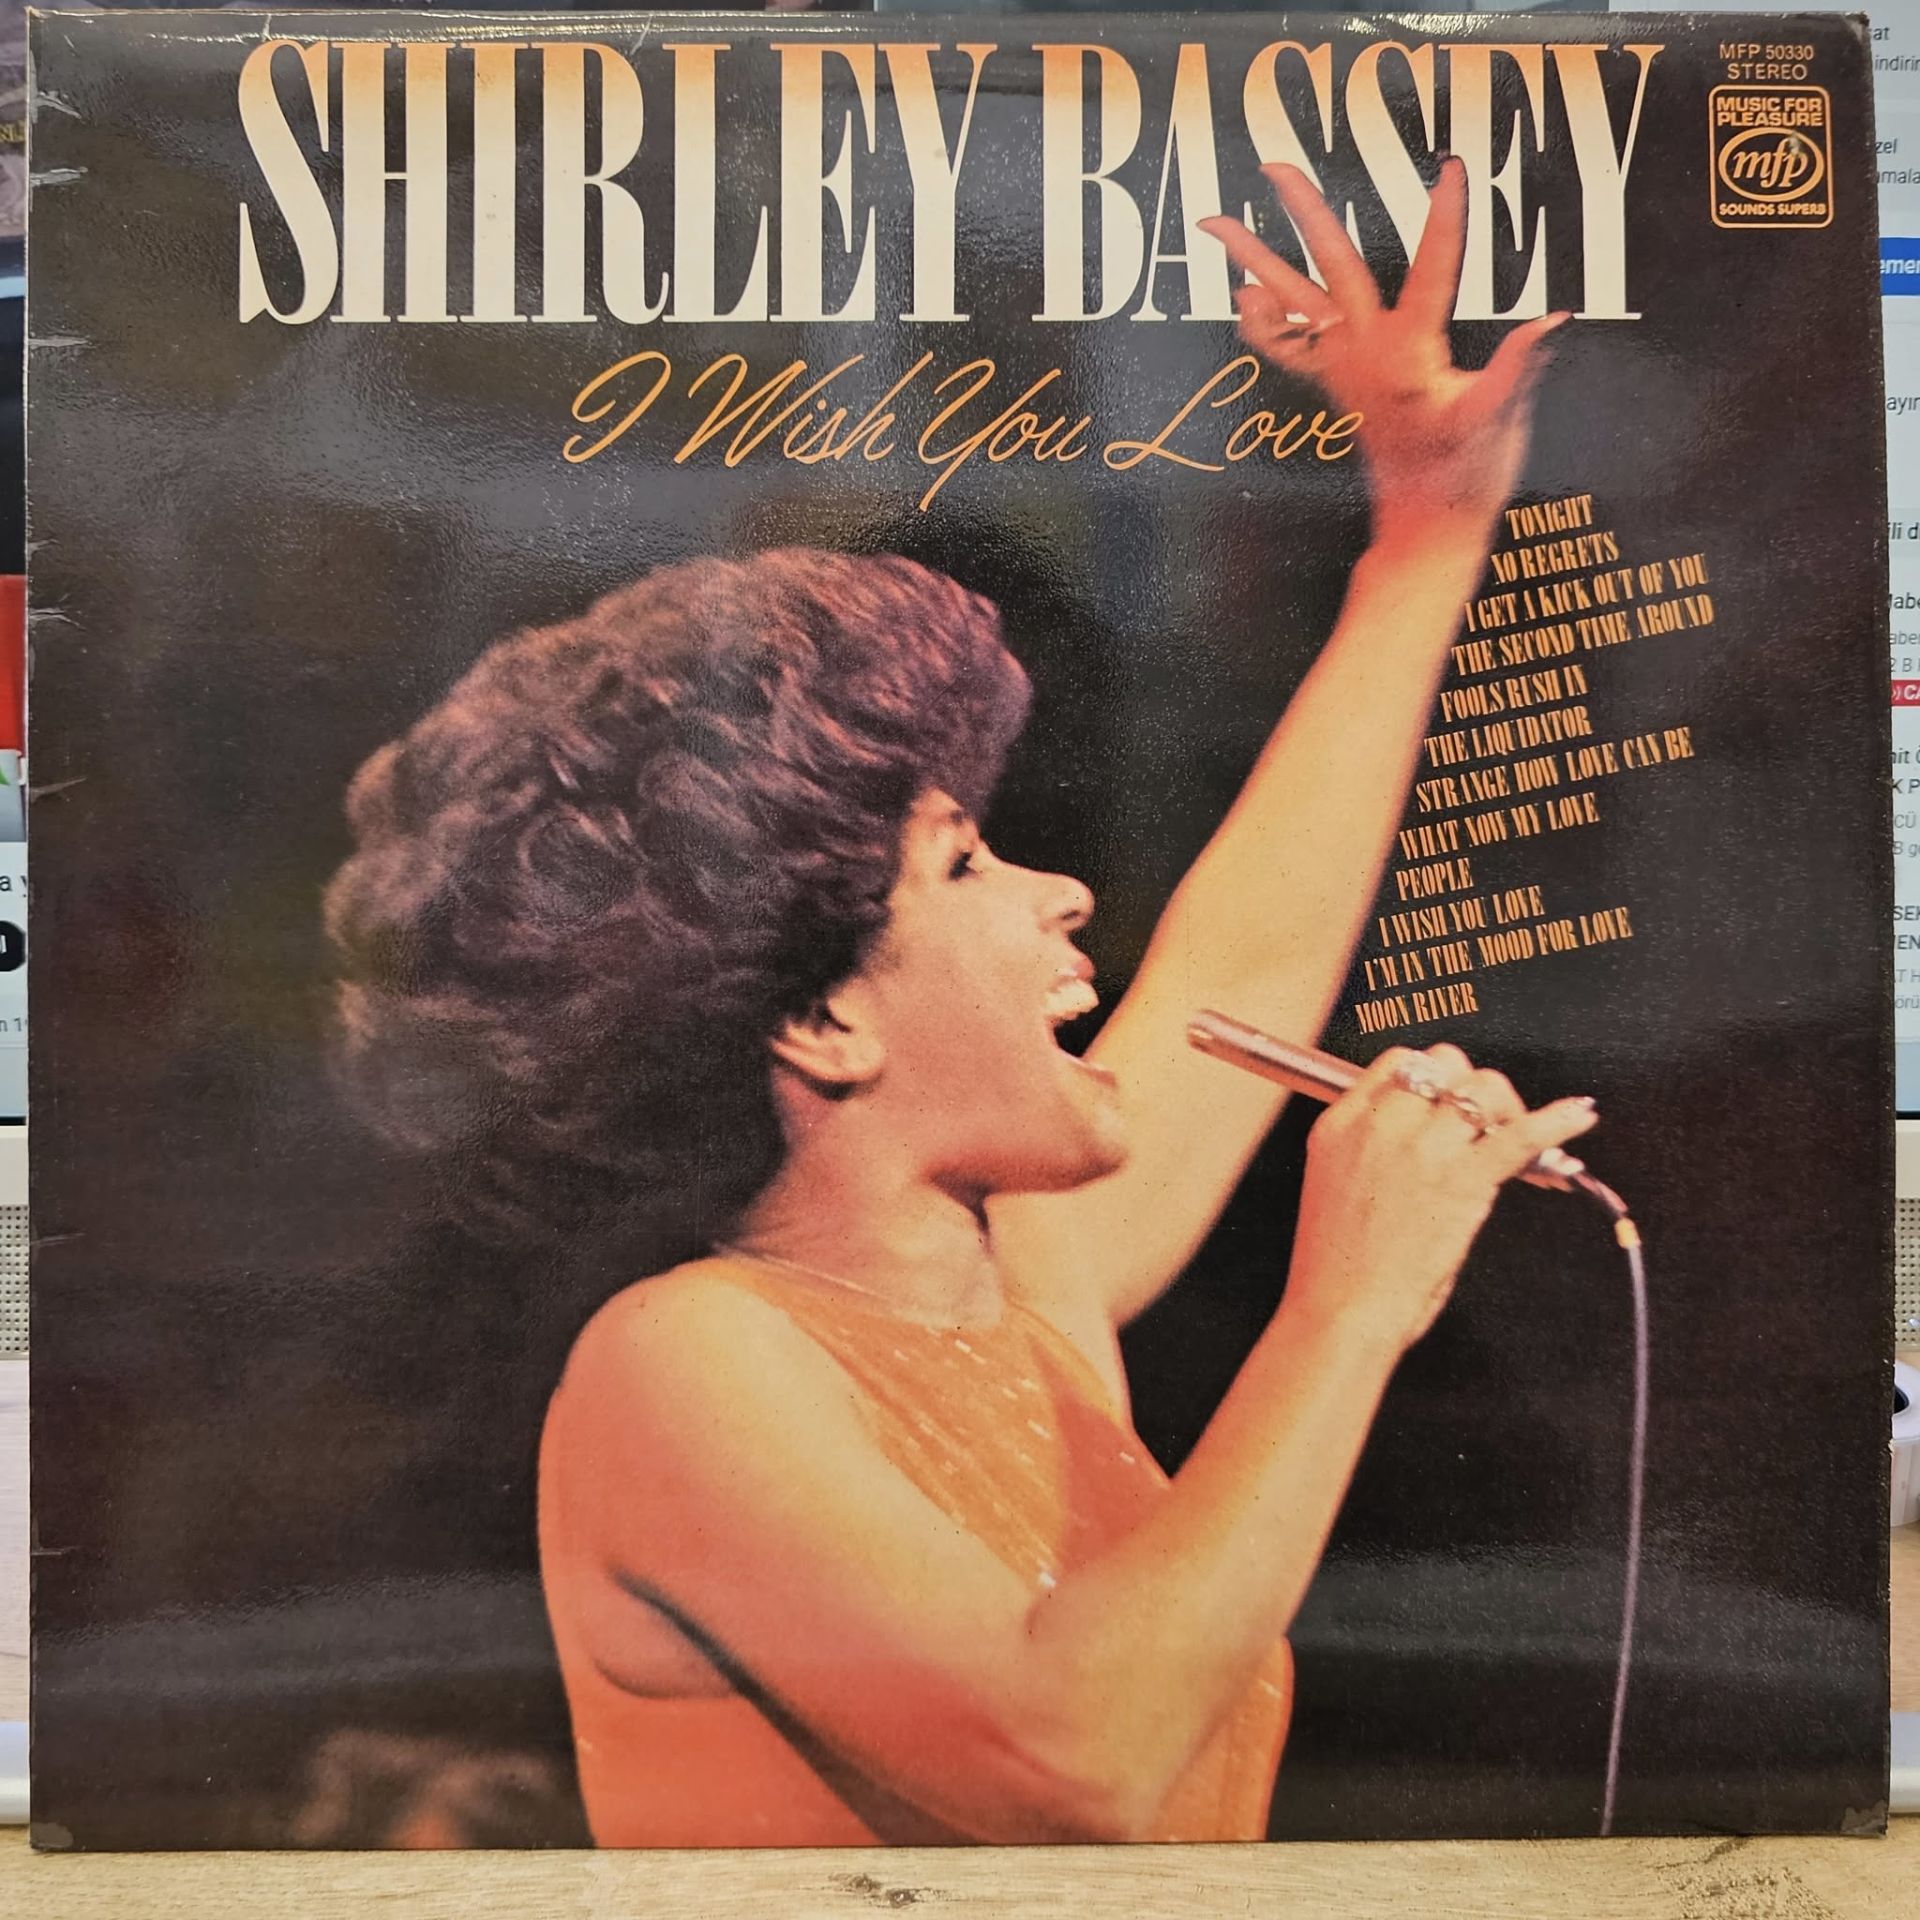 SHIRLEY BASSEY
MFP 50330
STEREO
MUSIC FOR
PLEASURE
mfp
SOUNDS SUPERB
I Wish You Love
TONIGHT
NO REGRETS
I GET A KICK OUT OF YOU
THE SECOND TIME AROUND
FOOLS RUSH IN
THE LIQUIDATOR
STRANGE HOW LOVE CAN BE
WHAT NOW MY LOVE
PEOPLE
I WISH YOU LOVE
I'M IN THE MOOD FOR LOVE
MOON RIVER